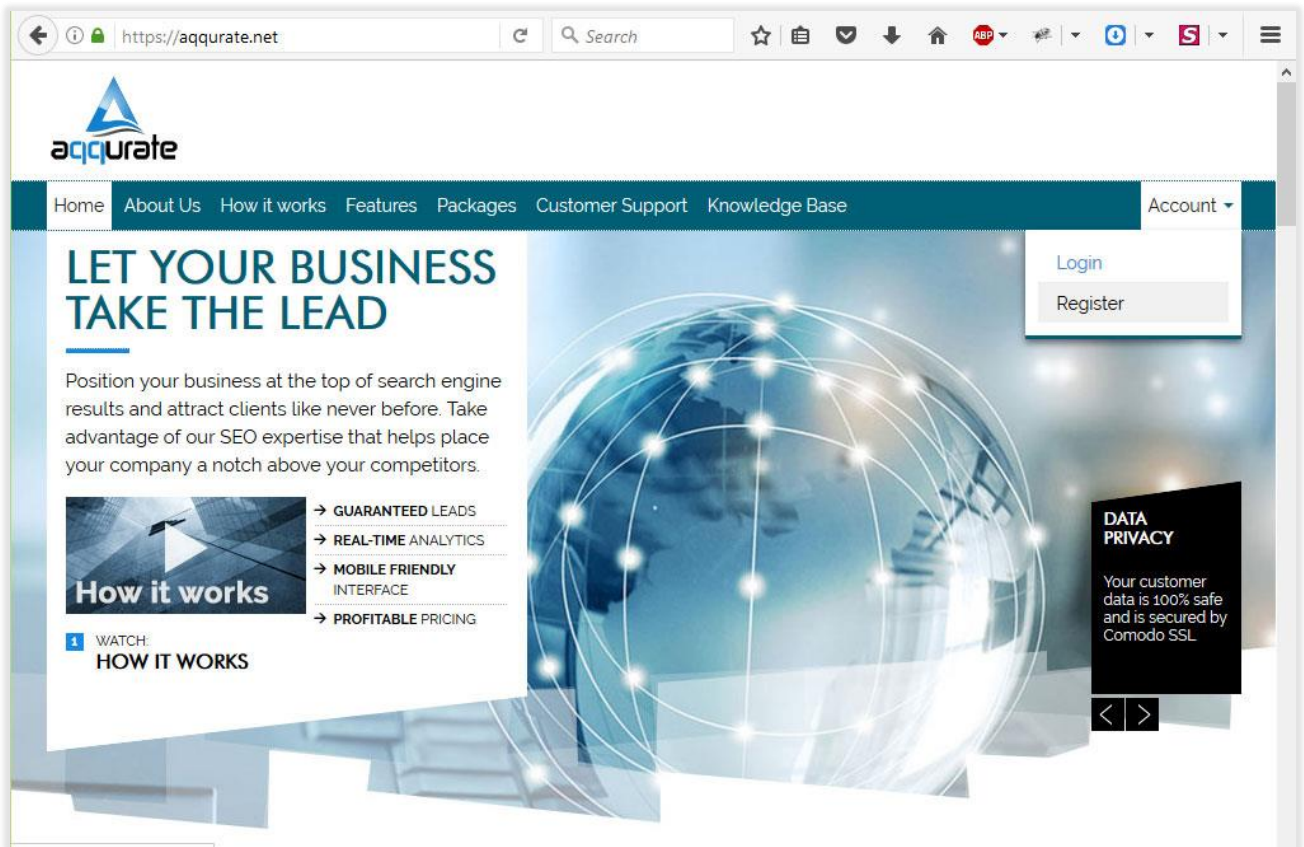 https://aqqurate.net
Search
ABP
S
aqqurate
Home About Us How it works Features Packages Customer Support Knowledge Base Account
Login
Register
LET YOUR BUSINESS
TAKE THE LEAD
Position your business at the top of search engine
results and attract clients like never before. Take
advantage of our SEO expertise that helps place
your company a notch above your competitors.
How it works
→ GUARANTEED LEADS
→ REAL-TIME ANALYTICS
→ MOBILE FRIENDLY
INTERFACE
→ PROFITABLE PRICING
1 WATCH:
HOW IT WORKS
DATA
PRIVACY
Your customer
data is 100% safe
and is secured by
Comodo SSL